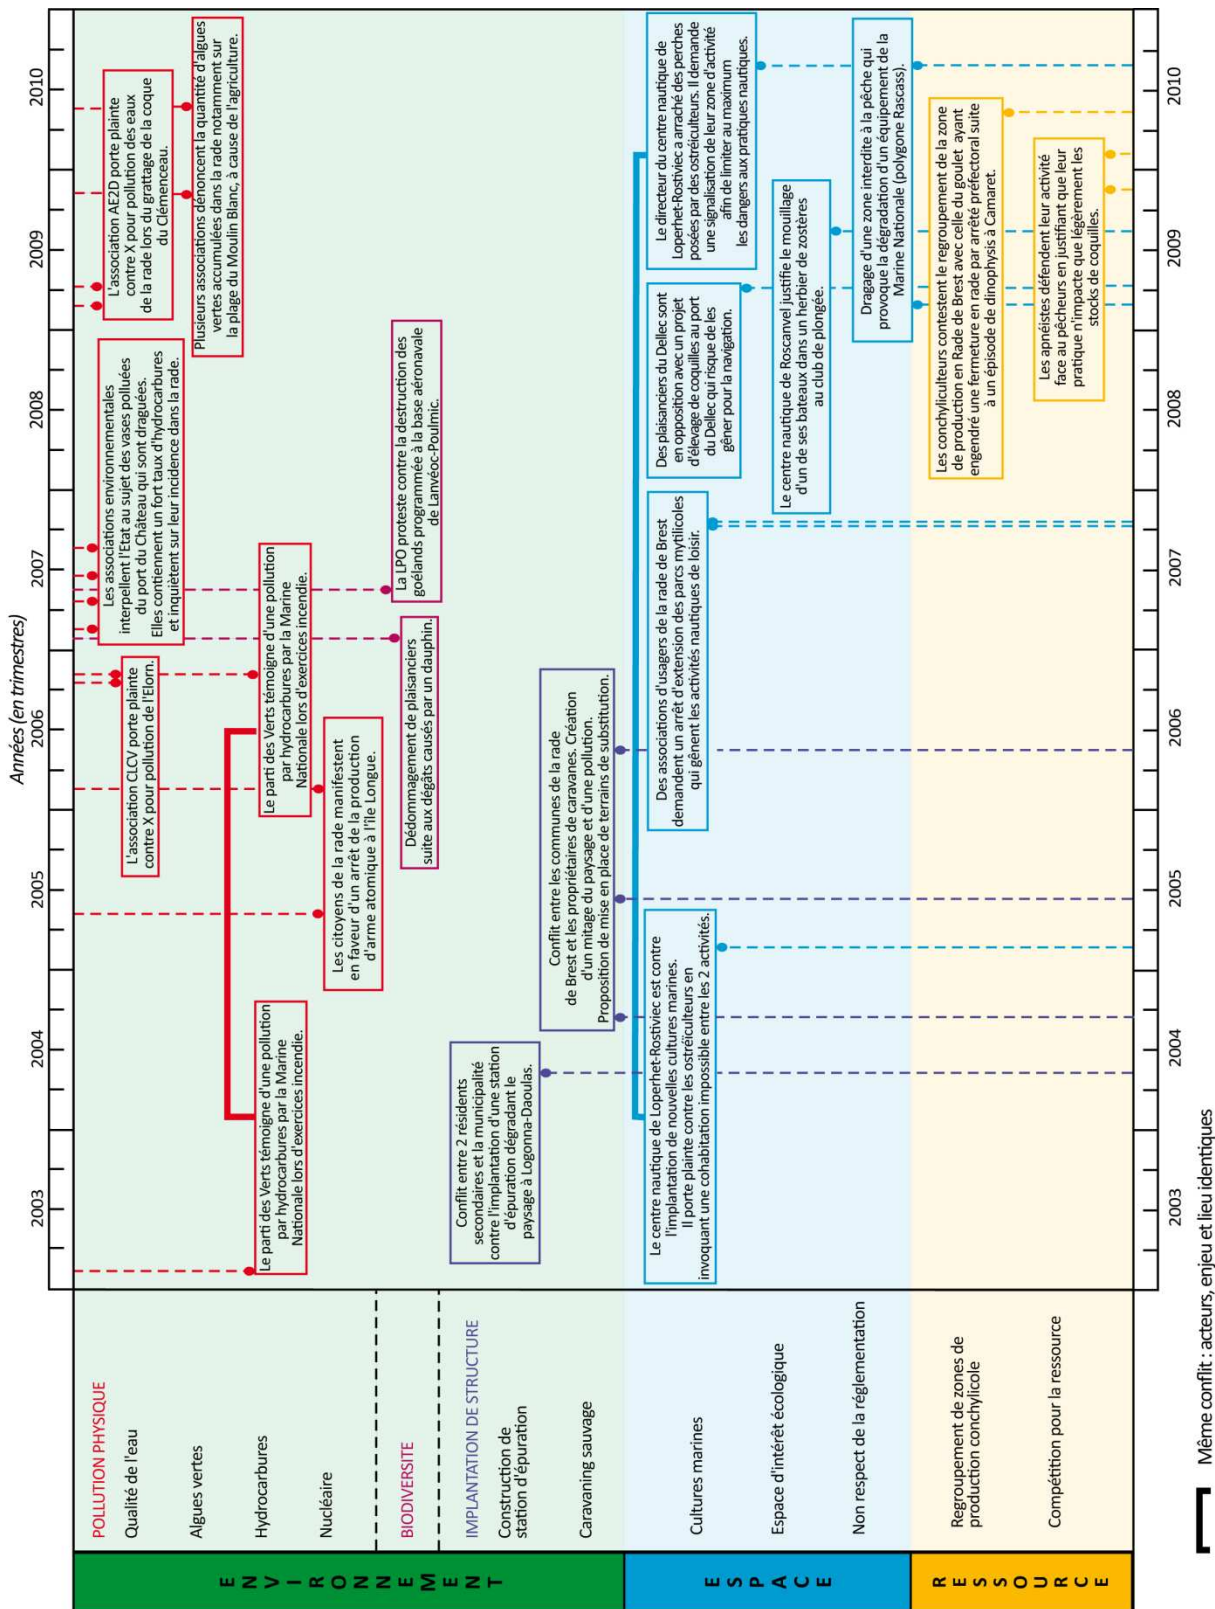 Années (en trimestres)
2003
2004
2005
2006
2007
2008
2009
2010
ENVIRONNEMENT
POLLUTION PHYSIQUE
Qualité de l'eau
L'association CLCV porte plainte
contre X pour pollution de l'Elorn.
Les associations environnementales
interpellent l'Etat au sujet des vases polluées
du port du Château qui sont draguées.
Elles contiennent un fort taux d'hydrocarbures
et inquiètent sur leur incidence dans la rade.
L'association AE2D porte plainte
contre X pour pollution des eaux
de la rade lors du grattage de la coque
du Clémenceau.
Algues vertes
Plusieurs associations dénoncent la quantité d'algues
vertes accumulées dans la rade notamment sur
la plage du Moulin Blanc, à cause de l'agriculture.
Hydrocarbures
Le parti des Verts témoigne d'une pollution
par hydrocarbures par la Marine
Nationale lors d'exercices incendie.
Le parti des Verts témoigne d'une pollution
par hydrocarbures par la Marine
Nationale lors d'exercices incendie.
Nucléaire
Les citoyens de la rade manifestent
en faveur d'un arrêt de la production
d'arme atomique à l'île Longue.
BIODIVERSITE
Dédommagement de plaisanciers
suite aux dégâts causés par un dauphin.
La LPO proteste contre la destruction des
goélands programmée à la base aéronavale
de Lanvéoc-Poulmic.
IMPLANTATION DE STRUCTURE
Construction de
station d'épuration
Conflit entre 2 résidents
secondaires et la municipalité
contre l'implantation d'une station
d'épuration dégradant le
paysage à Logonna-Daoulas.
Caravaning sauvage
Conflit entre les communes de la rade
de Brest et les propriétaires de caravanes. Création
d'un mitage du paysage et d'une pollution.
Proposition de mise en place de terrains de substitution.
ESPACE
Cultures marines
Le centre nautique de Loperhet-Rostiviec est contre
l'implantation de nouvelles cultures marines.
Il porte plainte contre les ostréiculteurs en
invoquant une cohabitation impossible entre les 2 activités.
Des associations d'usagers de la rade de Brest
demandent un arrêt d'extension des parcs mytilicoles
qui gênent les activités nautiques de loisir.
Des plaisanciers du Dellec sont
en opposition avec un projet
d'élevage de coquilles au port
du Dellec qui risque de les
gêner pour la navigation.
Le directeur du centre nautique de
Loperhet-Rostiviec a arraché des perches
posées par des ostréiculteurs. Il demande
une signalisation de leur zone d'activité
afin de limiter au maximum
les dangers aux pratiques nautiques.
Espace d'intérêt écologique
Le centre nautique de Roscanvel justifie le mouillage
d'un de ses bateaux dans un herbier de zostères
au club de plongée.
Non respect de la réglementation
Dragage d'une zone interdite à la pêche qui
provoque la dégradation d'un équipement de la
Marine Nationale (polygone Rascass).
RESSOURCE
Regroupement de zones de
production conchylicole
Les conchyliculteurs contestent le regroupement de la zone
de production en Rade de Brest avec celle du goulet ayant
engendré une fermeture en rade par arrêté préfectoral suite
à un épisode de dinophysis à Camaret.
Compétition pour la ressource
Les apnéistes défendent leur activité
face au pêcheurs en justifiant que leur
pratique n'impacte que légèrement les
stocks de coquilles.
2003
2004
2005
2006
2007
2008
2009
2010
Même conflit : acteurs, enjeu et lieu identiques